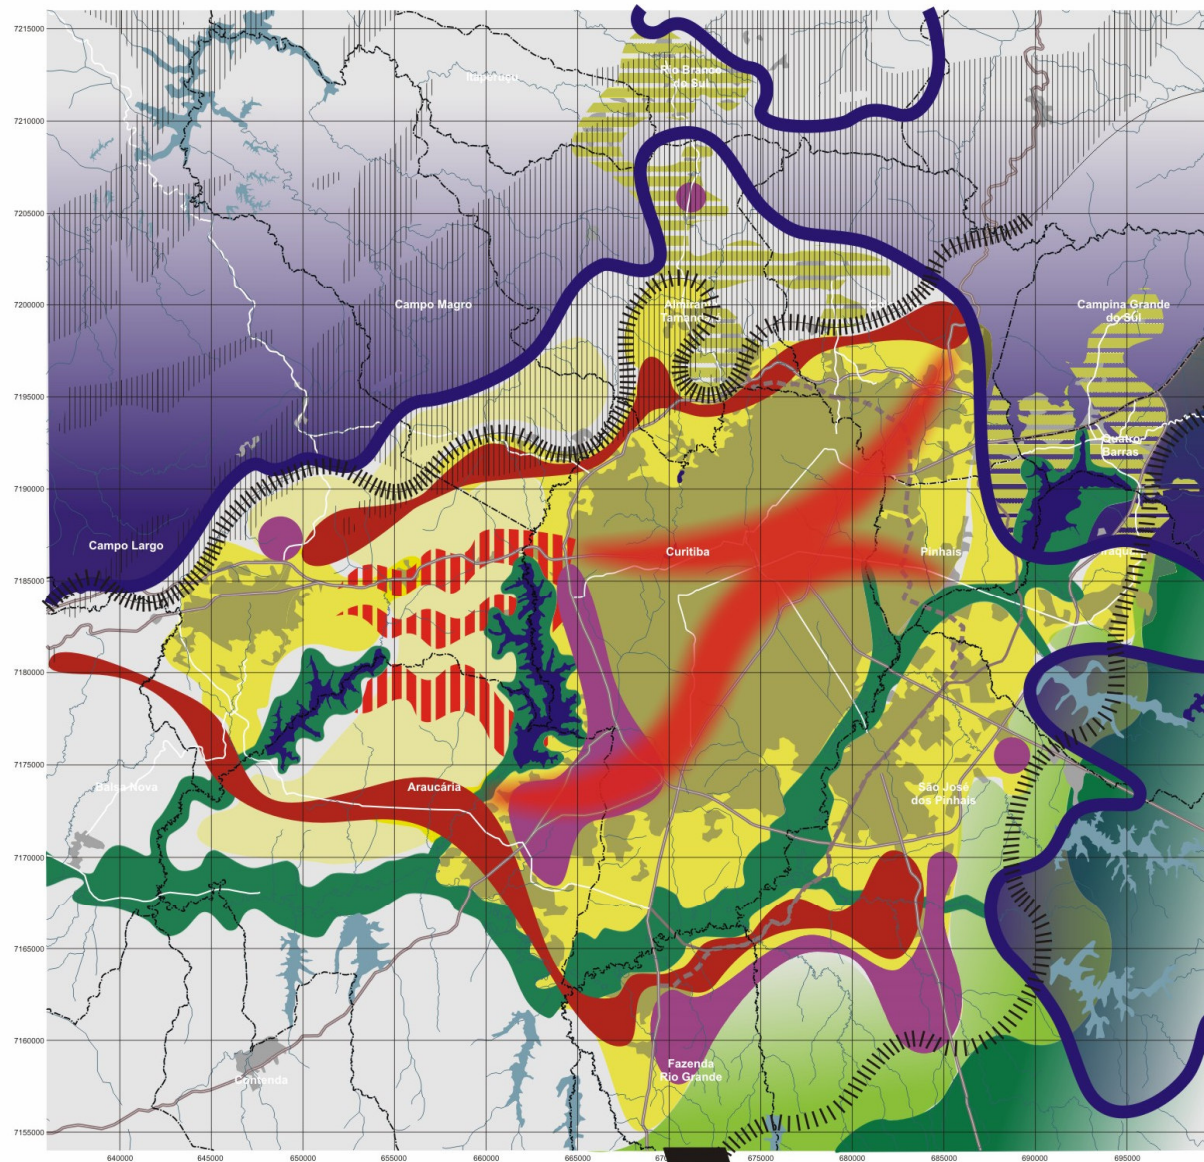 7215000
Itaperuçu
Rio Branco
do Sul
7210000
7205000
7200000
Campo Magro
Almirante
Tamandaré
Campina Grande
do Sul
7195000
Quatro
Barras
7190000
Campo Largo
Curitiba
Pinhais
7185000
7180000
7175000
Balsa Nova
Araucária
São José
dos Pinhais
7170000
7165000
7160000
Fazenda
Rio Grande
Contenda
7155000
640000
645000
650000
655000
660000
665000
675000
680000
685000
690000
695000